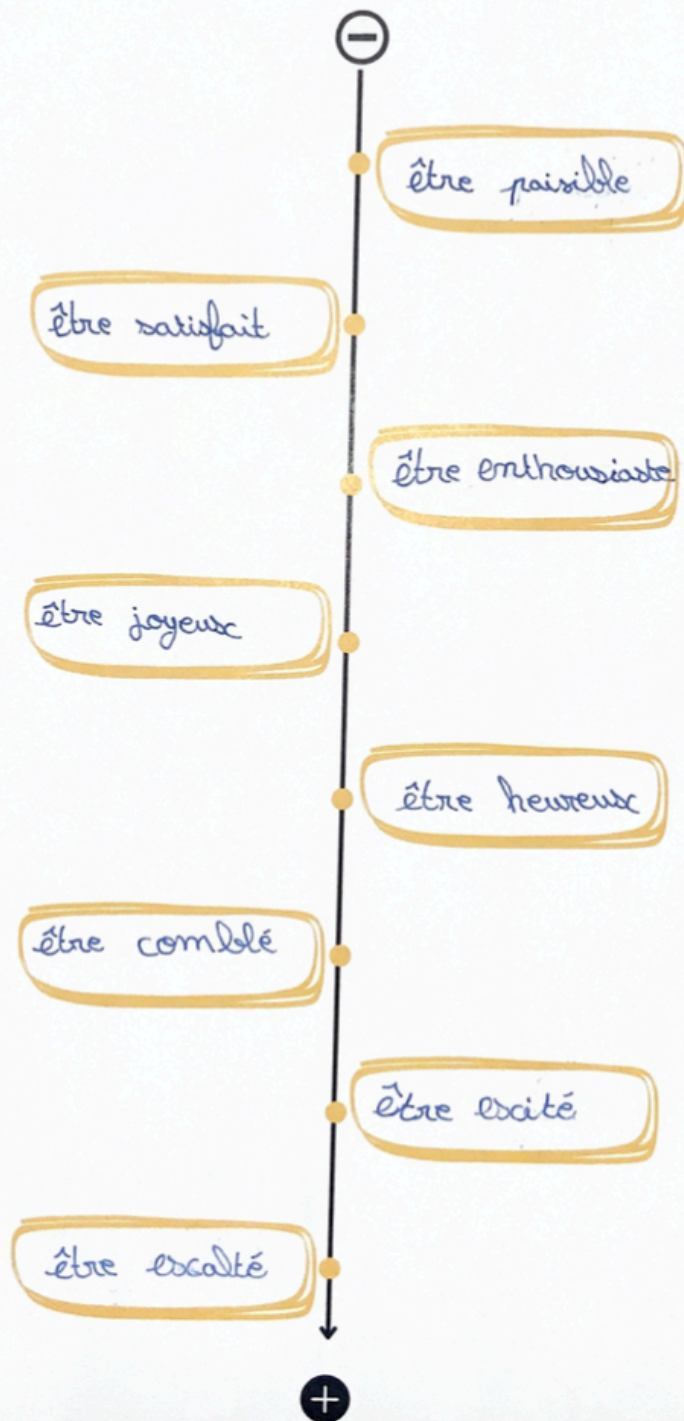 être paisible
être satisfait
être enthousiaste
être joyeux
être heureux
être comblé
être excité
être exalté